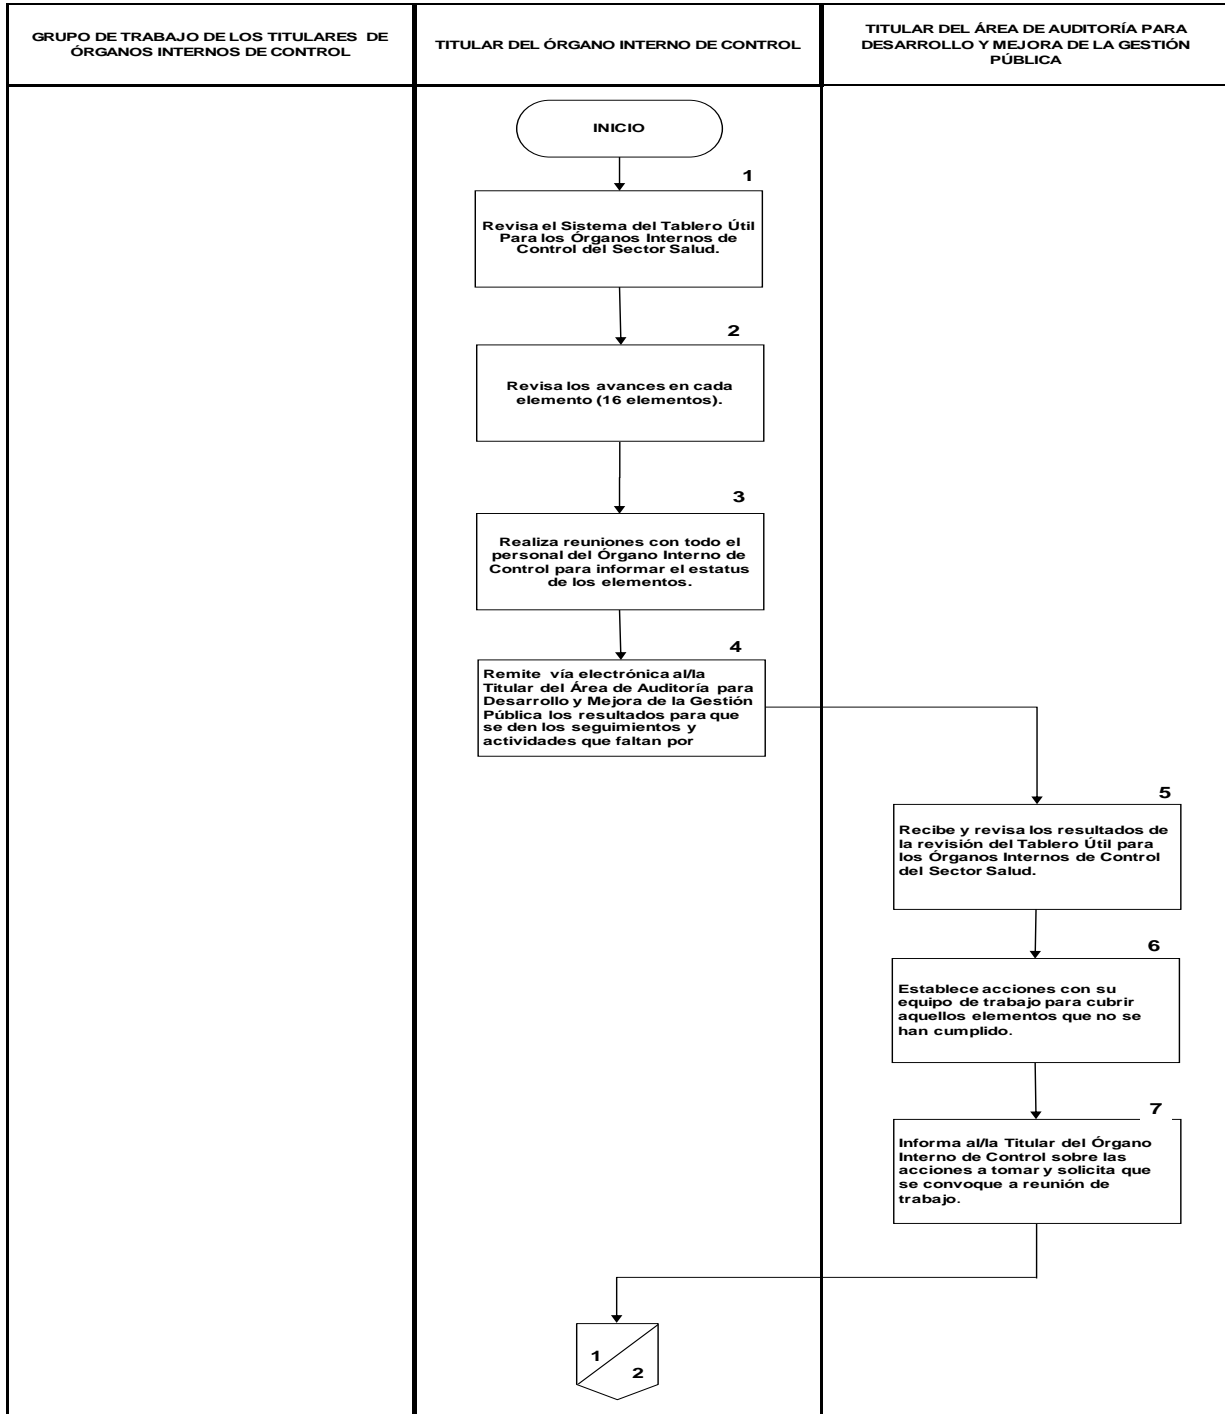 GRUPO DE TRABAJO DE LOS TITULARES DE
ÓRGANOS INTERNOS DE CONTROL
TITULAR DEL ÓRGANO INTERNO DE CONTROL
TITULAR DEL ÁREA DE AUDITORÍA PARA
DESARROLLO Y MEJORA DE LA GESTIÓN
PÚBLICA
INICIO
1
Revisa el Sistema del Tablero Útil
Para los Órganos Internos de
Control del Sector Salud.
2
Revisa los avances en cada
elemento (16 elementos).
3
Realiza reuniones con todo el
personal del Órgano Interno de
Control para informar el estatus
de los elementos.
4
Remite vía electrónica al/la
Titular del Área de Auditoría para
Desarrollo y Mejora de la Gestión
Pública los resultados para que
se den los seguimientos y
actividades que faltan por
5
Recibe y revisa los resultados de
la revisión del Tablero Útil para
los Órganos Internos de Control
del Sector Salud.
6
Establece acciones con su
equipo de trabajo para cubrir
aquellos elementos que no se
han cumplido.
7
Informa al/la Titular del Órgano
Interno de Control sobre las
acciones a tomar y solicita que
se convoque a reunión de
trabajo.
1
2